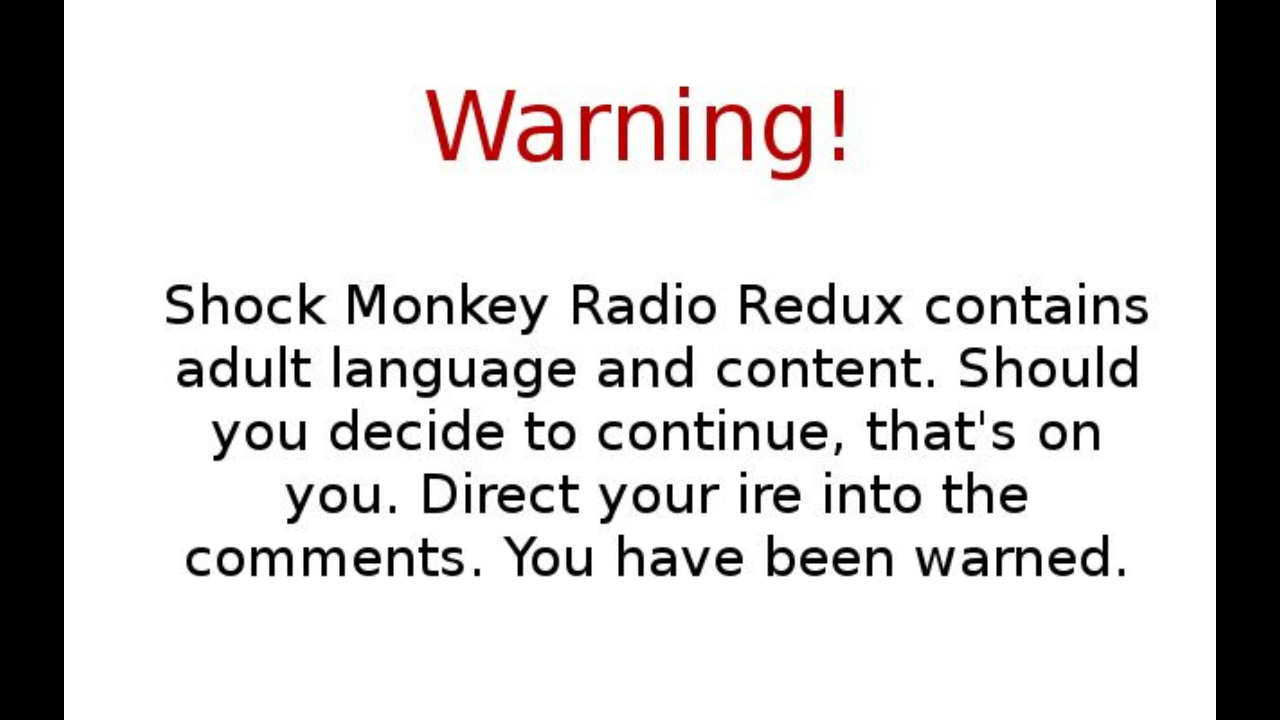 Warning!
Shock Monkey Radio Redux contains
adult language and content. Should
you decide to continue, that's on
you. Direct your ire into the
comments. You have been warned.